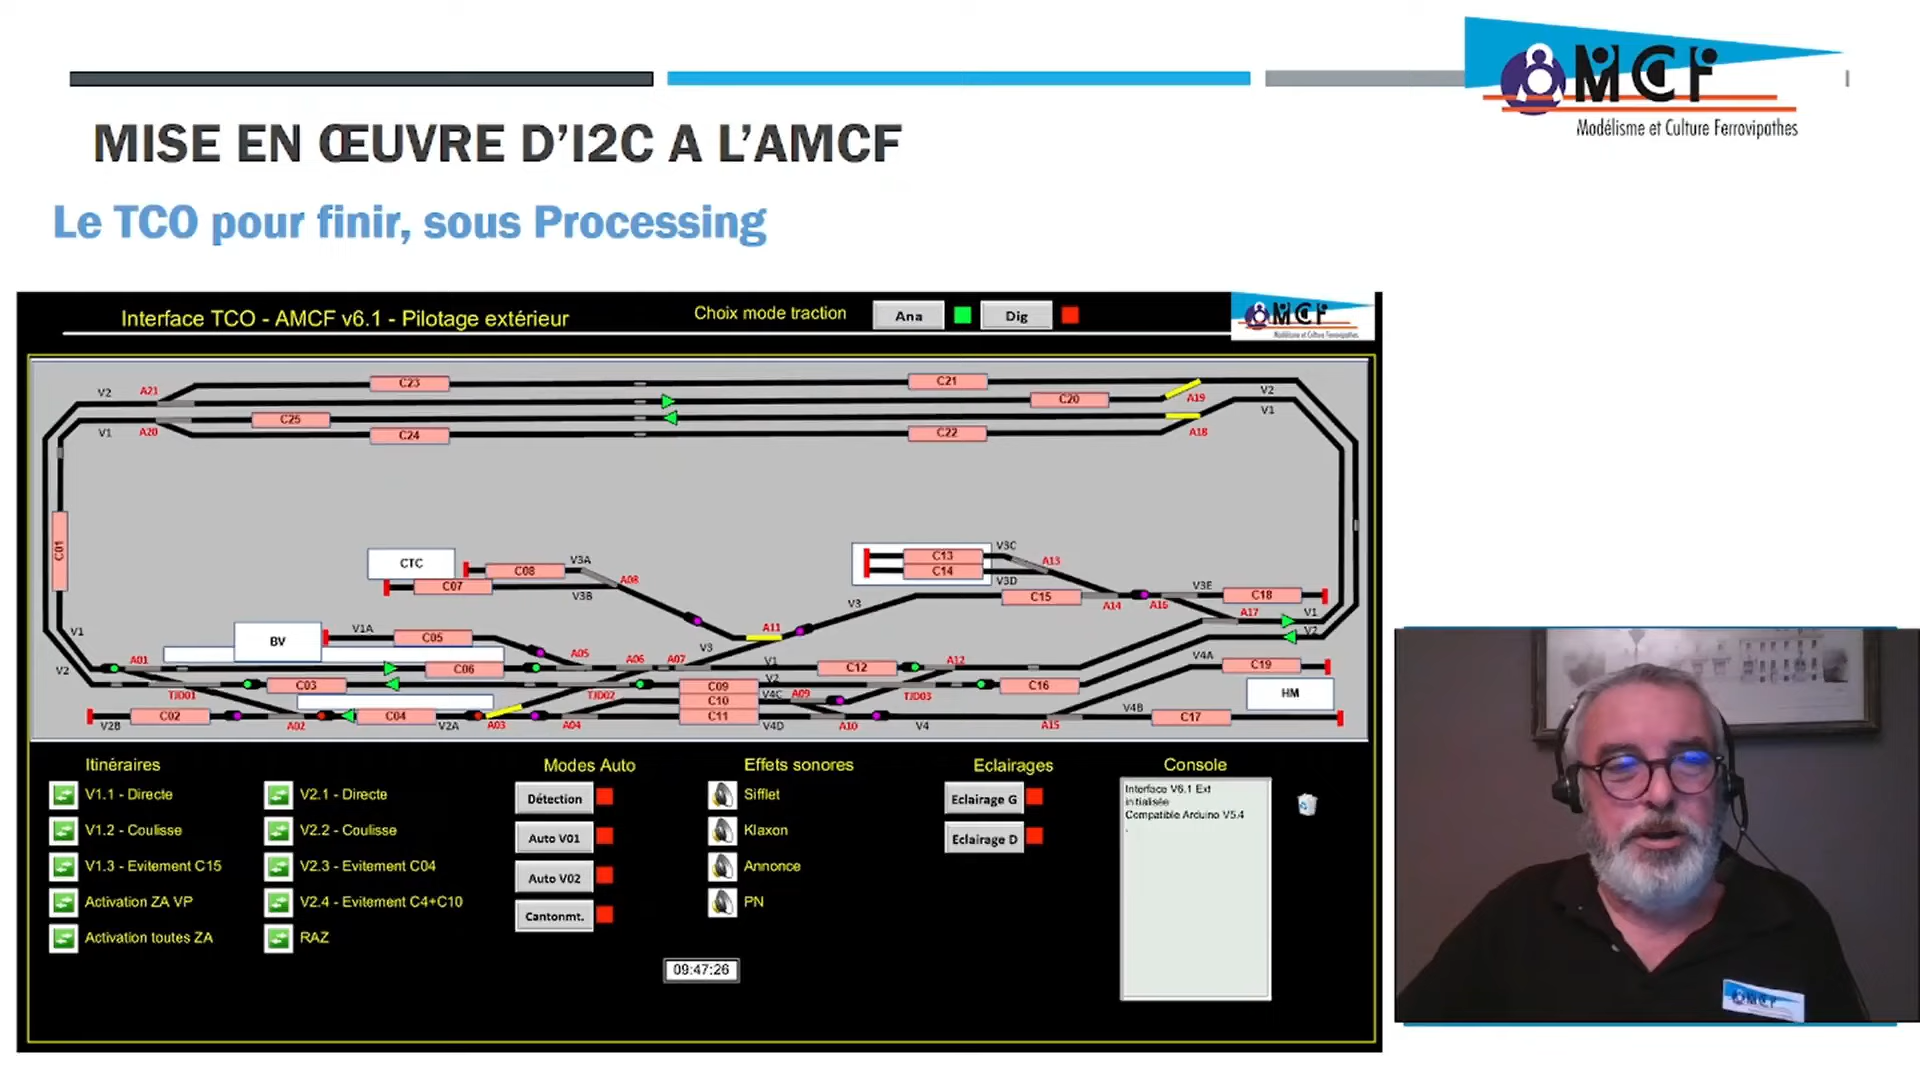 MCF
Modélisme et Culture Ferrovipathes
MISE EN ŒUVRE D’I2C A L’AMCF
Le TCO pour finir, sous Processing
Interface TCO - AMCF v6.1 - Pilotage extérieur
Choix mode traction
Ana
Dig
MCF
Modélisme et Culture Ferrovipathes
V2 A21 C23 C21 V2
C20 A19
V1 A20 C25 V1
C24 C22 A18
C01
CTC C08 V3A A08
C07 V3B
C13 V3C A13
C14 V3D
V3 C15 A14 A16 V3E C18
A17 V1
V2
A11
V3
V1 BV V1A C05 A05
V2 A01 C06 A06 A07 V1 C12 A12 V4A C19
TJD01 C03 TJD02 C09 V2 TJD03 C16 HM
C10 V4C A09
V2B C02 A02 C04 V2A A03 A04 C11 V4D A10 V4 A15 V4B C17
Itinéraires
V1.1 - Directe
V1.2 - Coulisse
V1.3 - Evitement C15
Activation ZA VP
Activation toutes ZA
V2.1 - Directe
V2.2 - Coulisse
V2.3 - Evitement C04
V2.4 - Evitement C4+C10
RAZ
Modes Auto
Détection
Auto V01
Auto V02
Cantonmt.
Effets sonores
Sifflet
Klaxon
Annonce
PN
Eclairages
Eclairage G
Eclairage D
Console
Interface V6.1 Ext
initialisée
Compatible Arduino V5.4
.
09:47:26